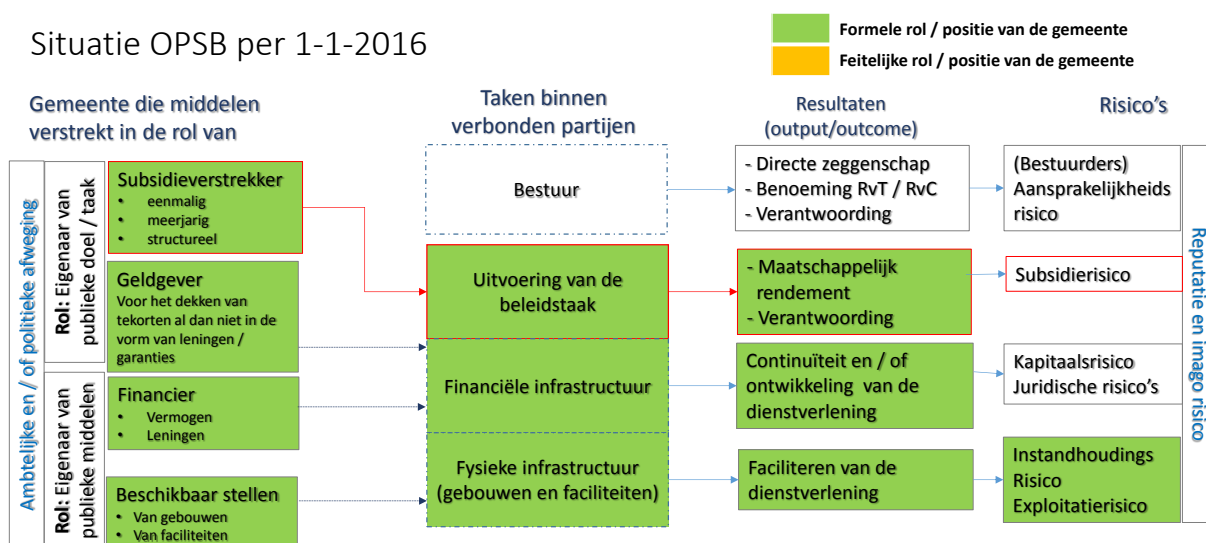 Situatie OPSB per 1-1-2016
Formele rol / positie van de gemeente
Feitelijke rol / positie van de gemeente
Gemeente die middelen
verstrekt in de rol van
Taken binnen
verbonden partijen
Resultaten
(output/outcome)
Risico's
Ambtelijke en / of politieke afweging
Rol: Eigenaar van
publieke doel / taak
Subsidieverstrekker
• eenmalig
• meerjarig
• structureel
Geldgever
Voor het dekken van
tekorten al dan niet in de
vorm van leningen /
garanties
Rol: Eigenaar van
publieke middelen
Financier
• Vermogen
• Leningen
Beschikbaar stellen
• Van gebouwen
• Van faciliteiten
Bestuur
Uitvoering van de
beleidstaak
Financiële infrastructuur
Fysieke infrastructuur
(gebouwen en faciliteiten)
- Directe zeggenschap
- Benoeming RvT / RvC
- Verantwoording
- Maatschappelijk
rendement
- Verantwoording
Continuïteit en / of
ontwikkeling van de
dienstverlening
Faciliteren van de
dienstverlening
(Bestuurders)
Aansprakelijkheids
risico
Subsidierisico
Kapitaalsrisico
Juridische risico's
Instandhoudings
Risico
Exploitatierisico
Reputatie en imago risico